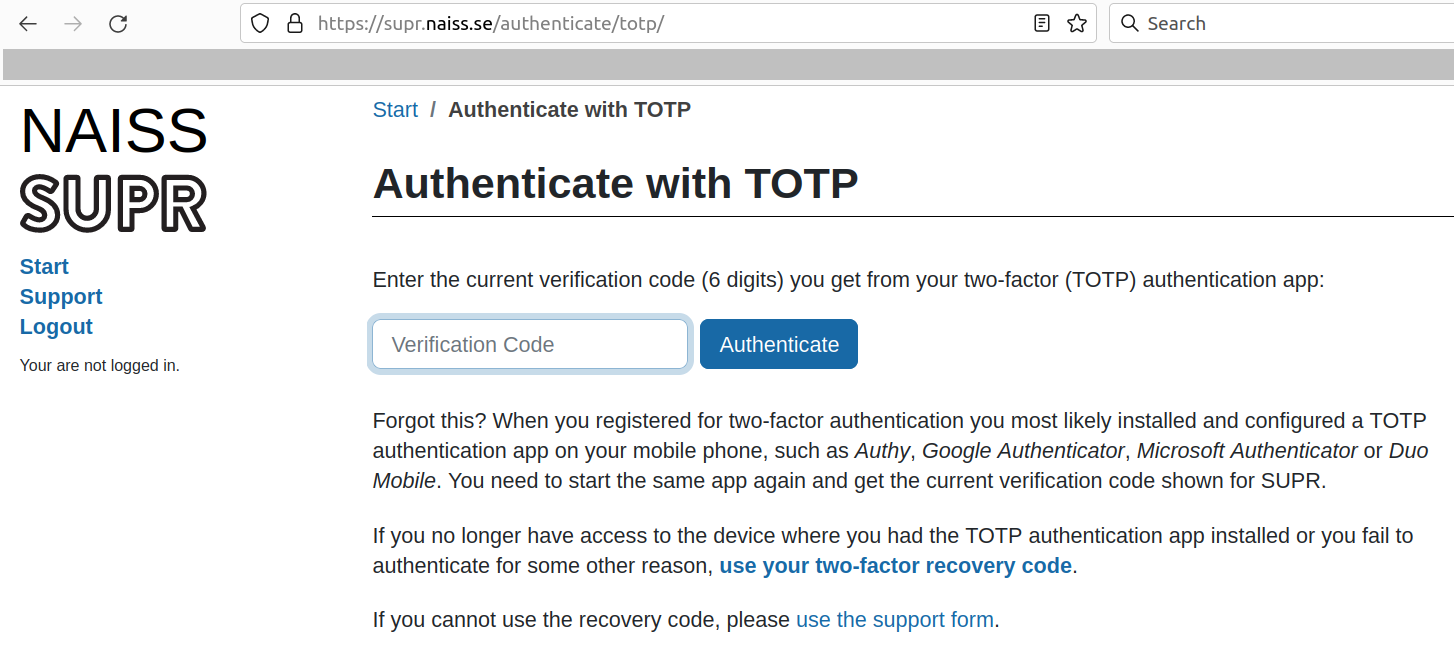 https://supr.naiss.se/authenticate/totp/
Search
NAISS
SUPR
Start
Support
Logout
Your are not logged in.
Start / Authenticate with TOTP
Authenticate with TOTP
Enter the current verification code (6 digits) you get from your two-factor (TOTP) authentication app:
Verification Code
Authenticate
Forgot this? When you registered for two-factor authentication you most likely installed and configured a TOTP
authentication app on your mobile phone, such as Authy, Google Authenticator, Microsoft Authenticator or Duo
Mobile. You need to start the same app again and get the current verification code shown for SUPR.
If you no longer have access to the device where you had the TOTP authentication app installed or you fail to
authenticate for some other reason, use your two-factor recovery code.
If you cannot use the recovery code, please use the support form.